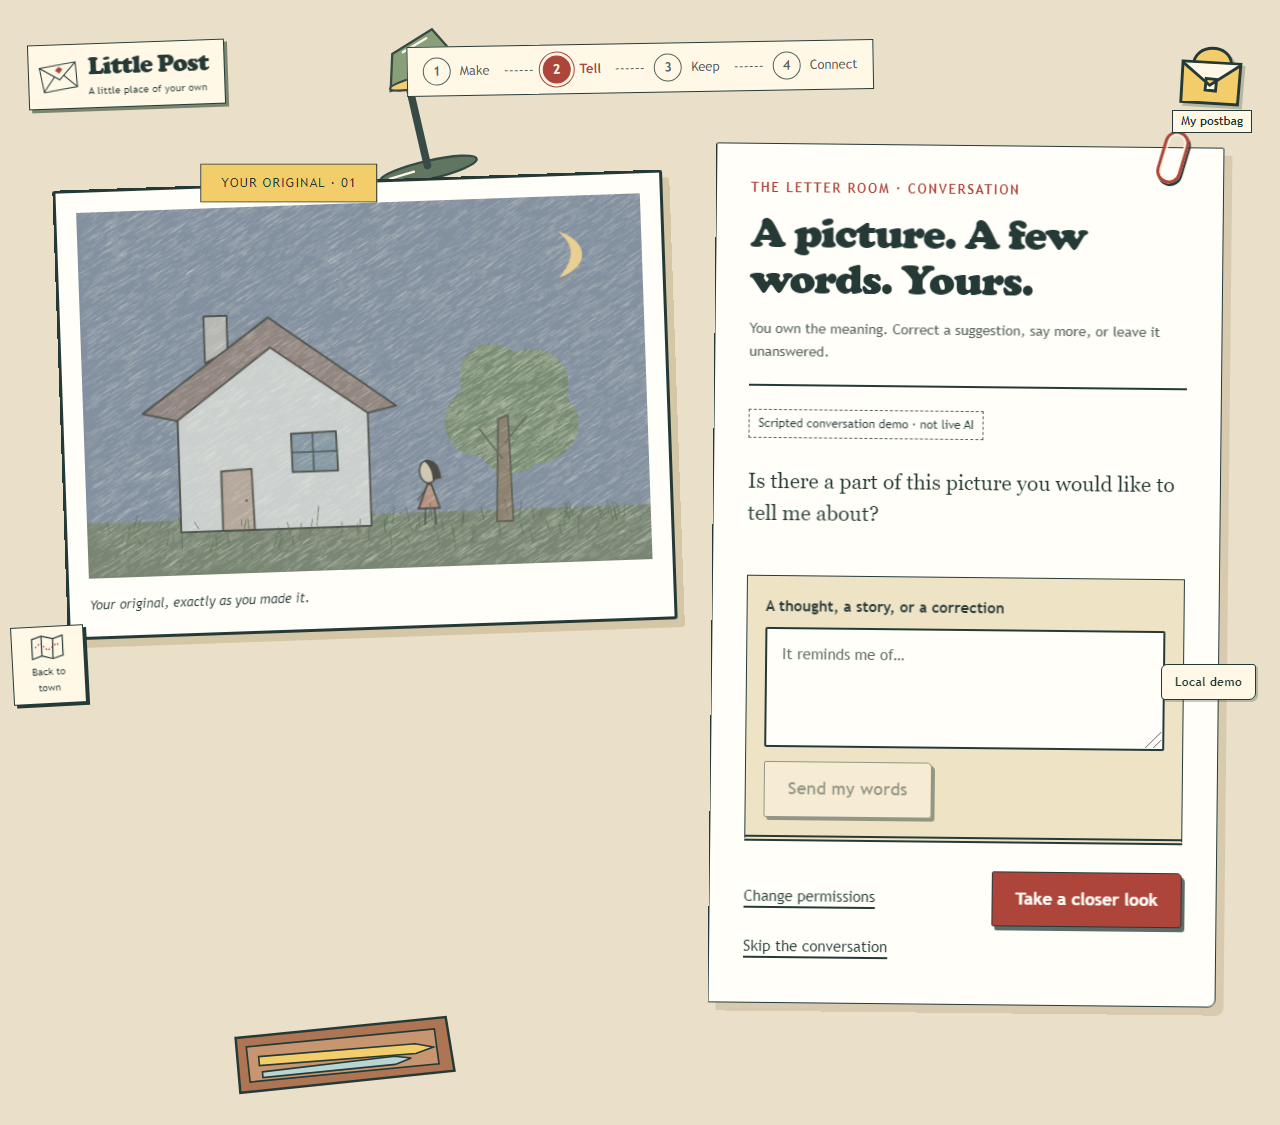 Little Post
A little place of your own
1 Make
2 Tell
3 Keep
4 Connect
My postbag
YOUR ORIGINAL · 01
Your original, exactly as you made it.
Back to
town
THE LETTER ROOM · CONVERSATION
A picture. A few
words. Yours.
You own the meaning. Correct a suggestion, say more, or leave it
unanswered.
Scripted conversation demo · not live AI
Is there a part of this picture you would like to
tell me about?
A thought, a story, or a correction
It reminds me of…
Local demo
Send my words
Change permissions
Take a closer look
Skip the conversation